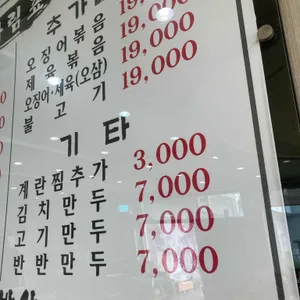 추가
오징어볶음 19,000
제육볶음 19,000
오징어·제육(오삼) 19,000
불고기 19,000
기타
계란찜추가 3,000
김치만두 7,000
고기만두 7,000
반반만두 7,000